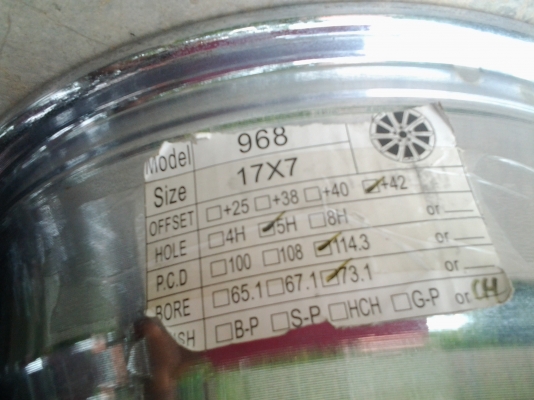 Model 968
Size 17X7
OFFSET □+25 □+38 □+40 ☑+42
HOLE □4H ☑5H □8H or
P.C.D □100 □108 ☑114.3 or
BORE □65.1 □67.1 ☑73.1 or
SH □B-P □S-P □HCH □G-P or CH